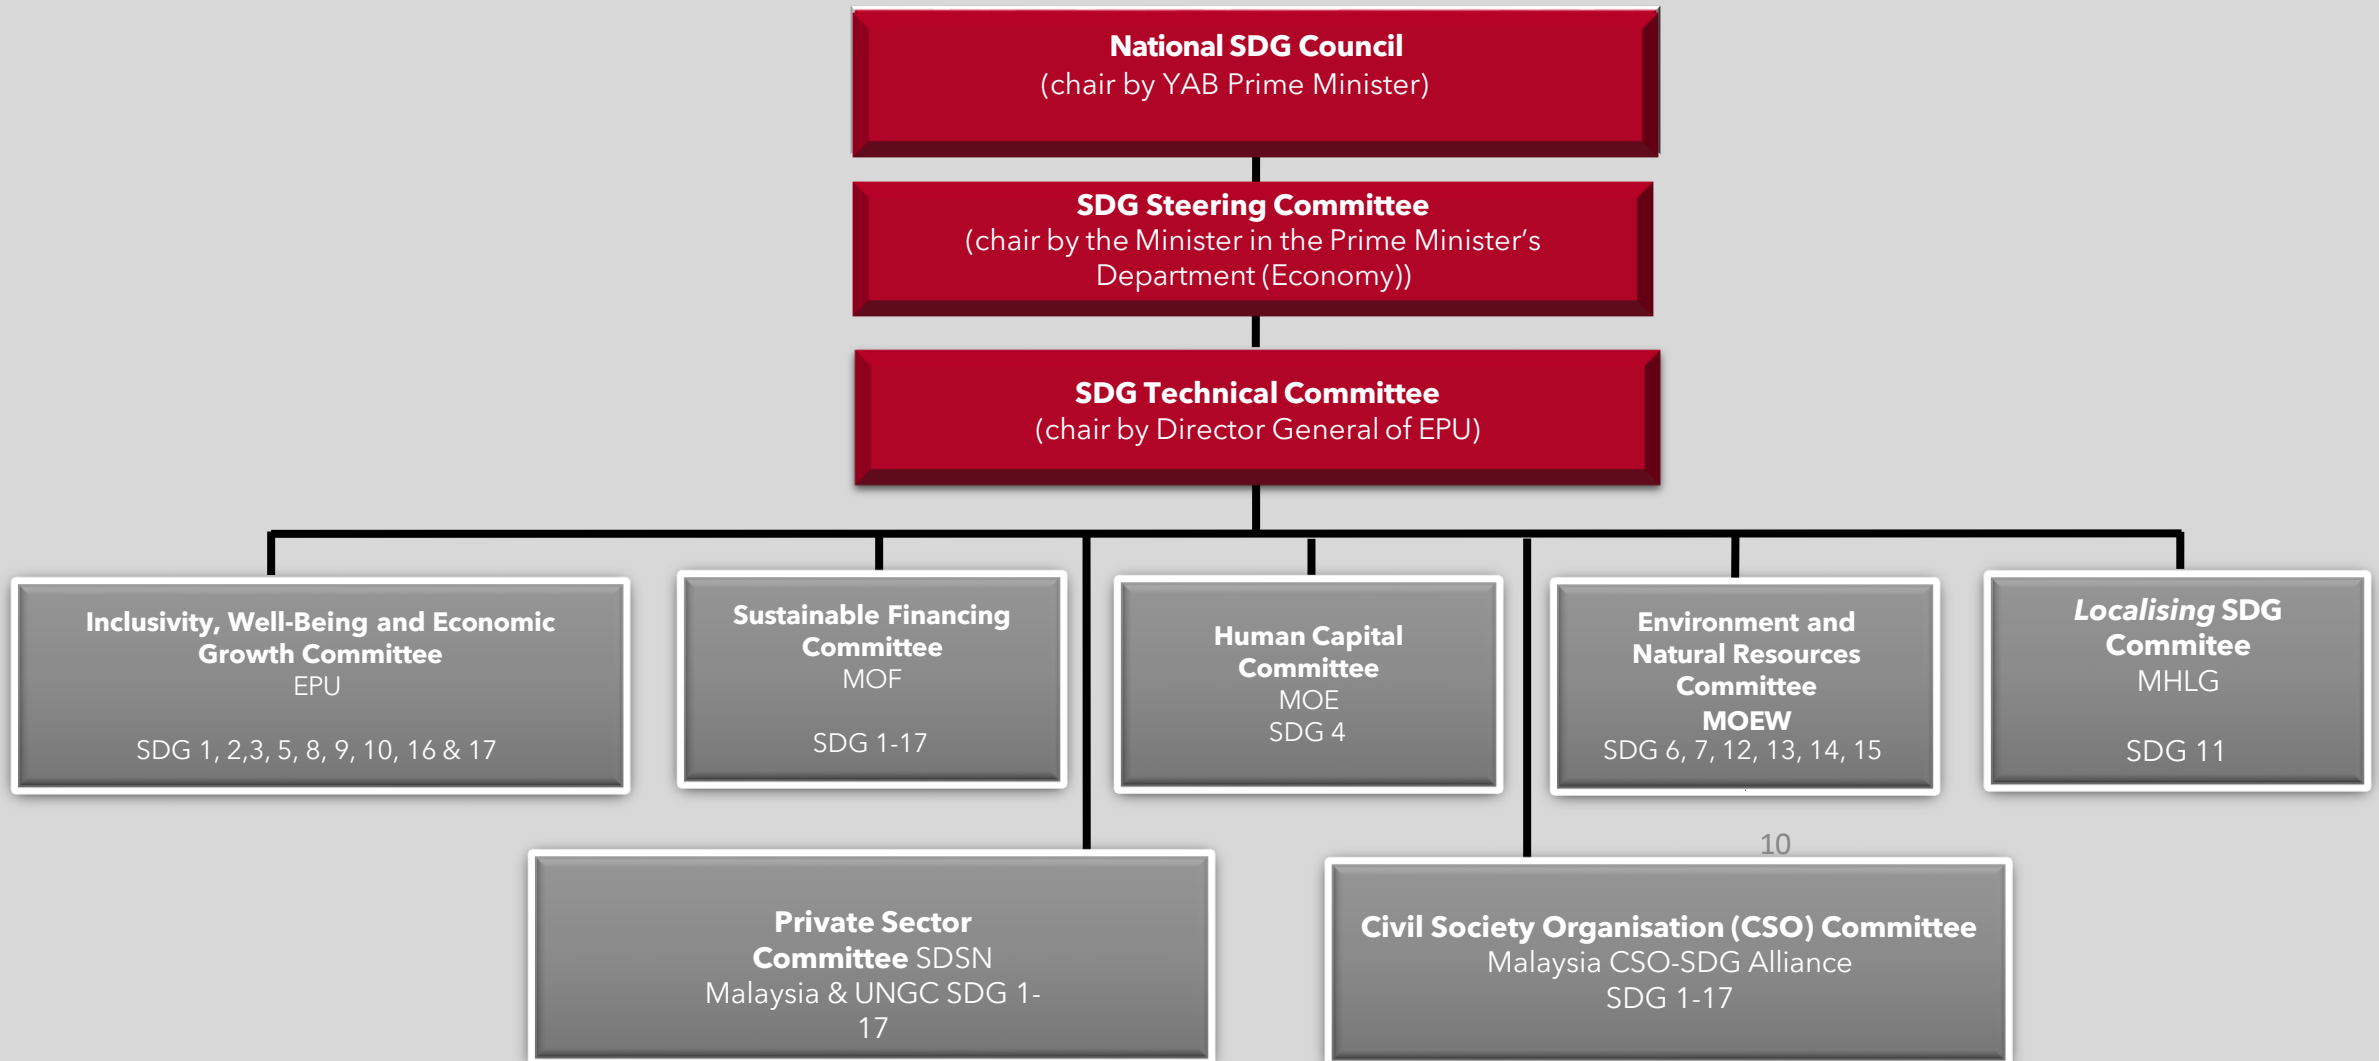 National SDG Council
(chair by YAB Prime Minister)
SDG Steering Committee
(chair by the Minister in the Prime Minister’s
Department (Economy))
SDG Technical Committee
(chair by Director General of EPU)
Inclusivity, Well-Being and Economic
Growth Committee
EPU
SDG 1, 2,3, 5, 8, 9, 10, 16 & 17
Sustainable Financing
Committee
MOF
SDG 1-17
Human Capital
Committee
MOE
SDG 4
Environment and
Natural Resources
Committee
MOEW
SDG 6, 7, 12, 13, 14, 15
Localising SDG
Commitee
MHLG
SDG 11
10
Private Sector
Committee SDSN
Malaysia & UNGC SDG 1-
17
Civil Society Organisation (CSO) Committee
Malaysia CSO-SDG Alliance
SDG 1-17